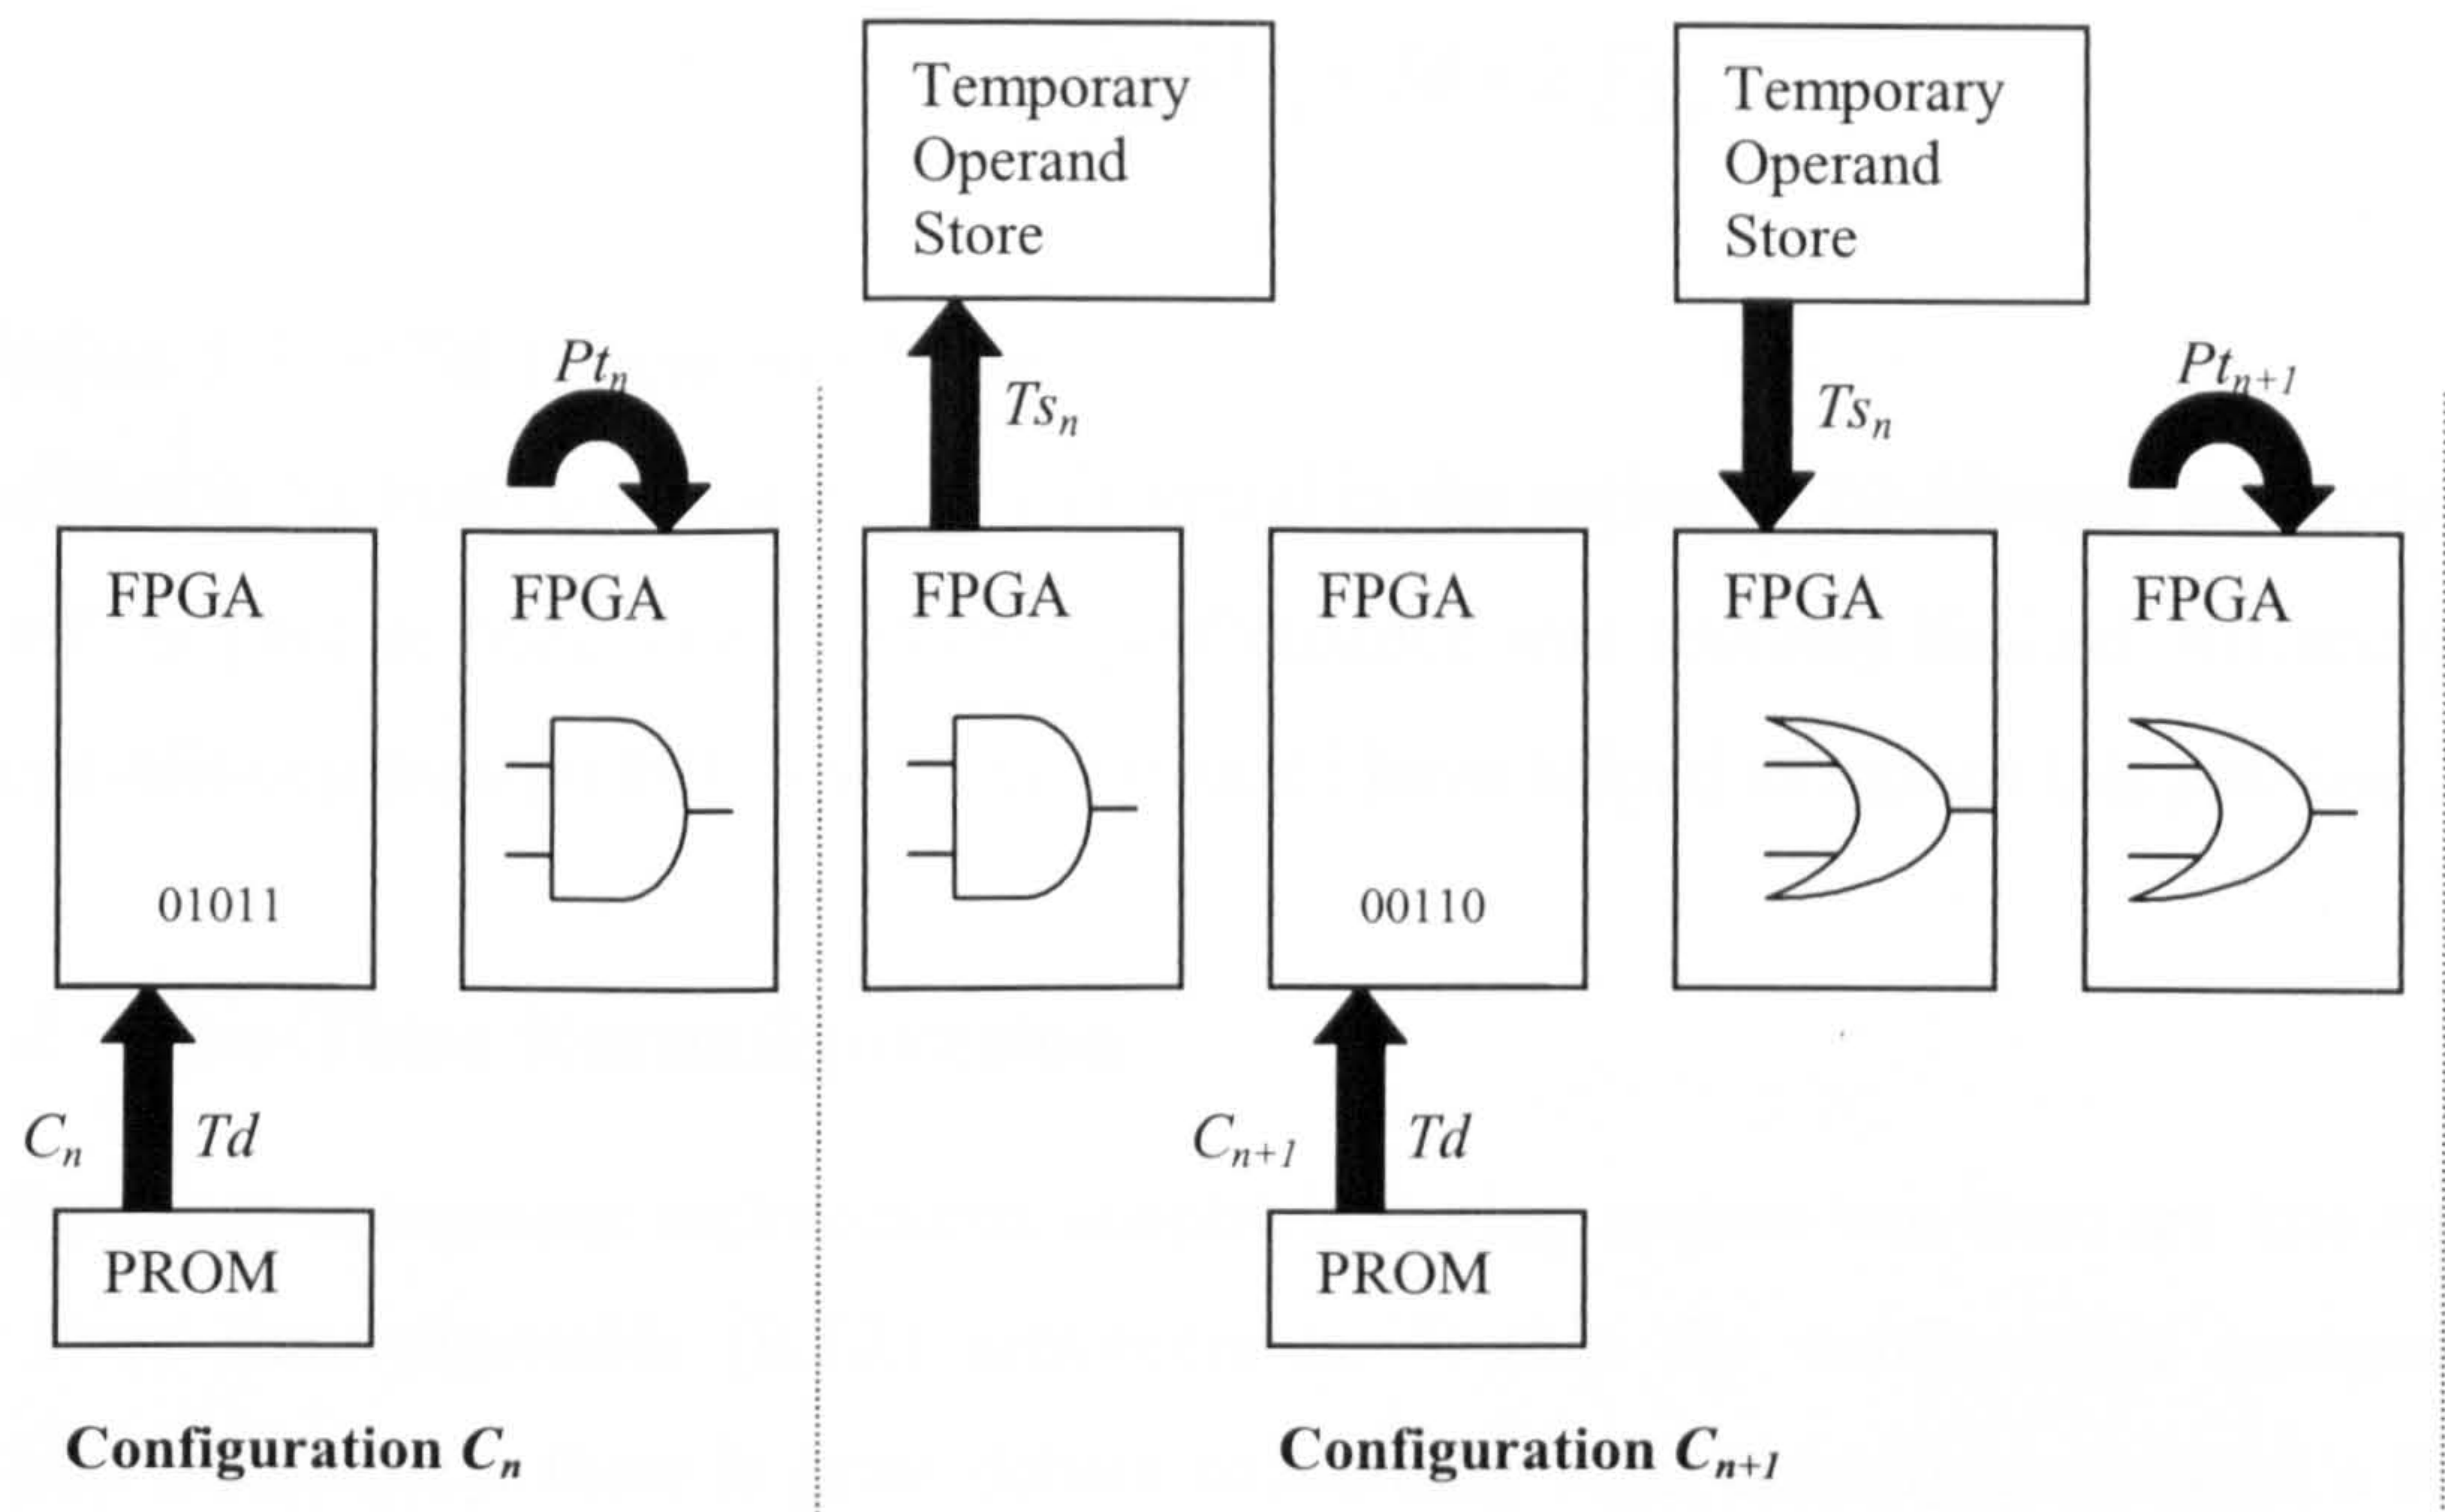 Temporary
Operand
Store
Temporary
Operand
Store
Ptn
Tsn
Tsn
Ptn+1
FPGA
FPGA
FPGA
FPGA
FPGA
FPGA
01011
00110
Cn
Td
Cn+1
Td
PROM
PROM
Configuration Cn
Configuration Cn+1